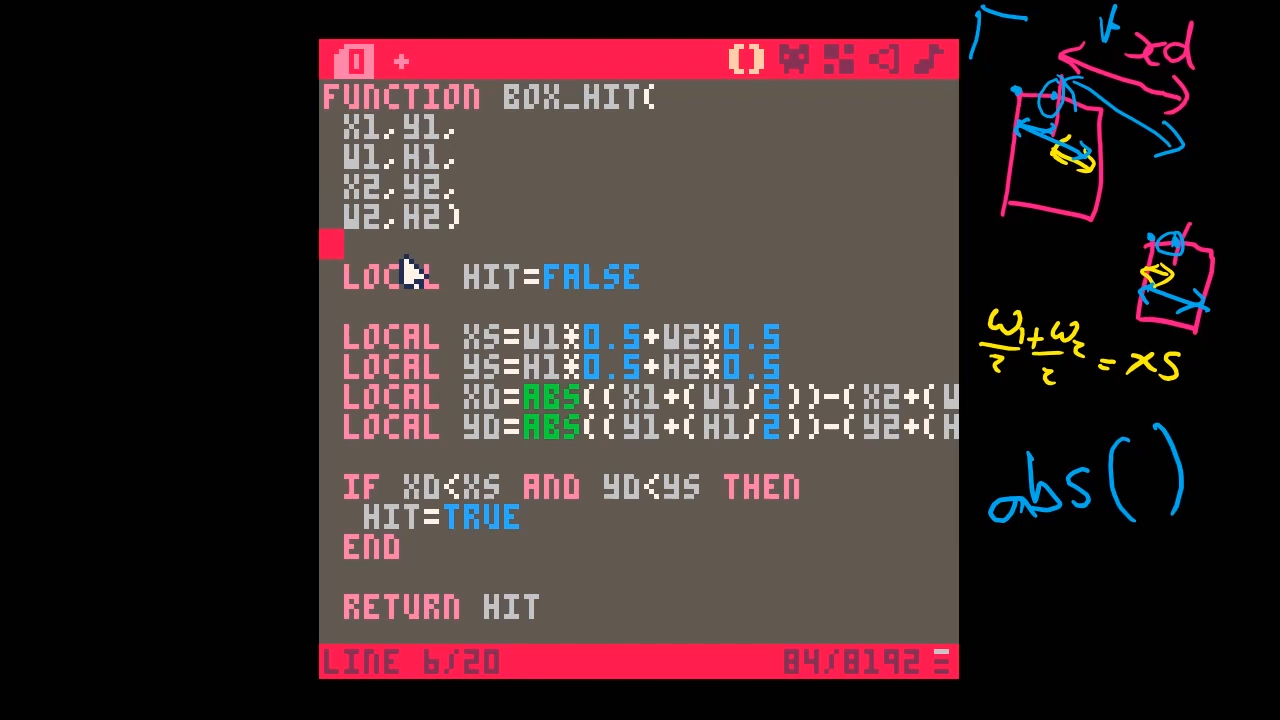 FUNCTION BOX_HIT(
X1,Y1,
W1,H1,
X2,Y2,
W2,H2)
LOCAL HIT=FALSE
LOCAL XS=W1*0.5+W2*0.5
LOCAL YS=H1*0.5+H2*0.5
LOCAL XD=ABS((X1+(W1/2))-(X2+(W
LOCAL YD=ABS((Y1+(H1/2))-(Y2+(H
IF XD<XS AND YD<YS THEN
HIT=TRUE
END
RETURN HIT
LINE 6/20
84/8192
xd
w1/2 + w2/2 = xs
abs()